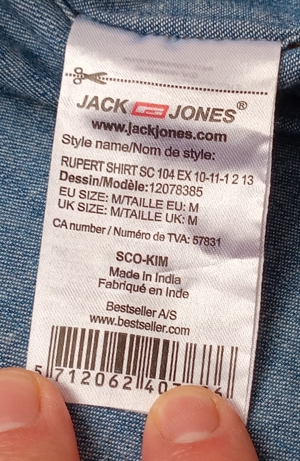 JACK JONES®
www.jackjones.com
Style name/Nom de style:
RUPERT SHIRT SC 104 EX 10-11-1 2 13
Dessin/Modèle:12078385
EU SIZE: M/TAILLE EU: M
UK SIZE: M/TAILLE UK: M
CA number / Numéro de TVA: 57831
SCO-KIM
Made in India
Fabriqué en Inde
Bestseller A/S
www.bestseller.com
5 712062